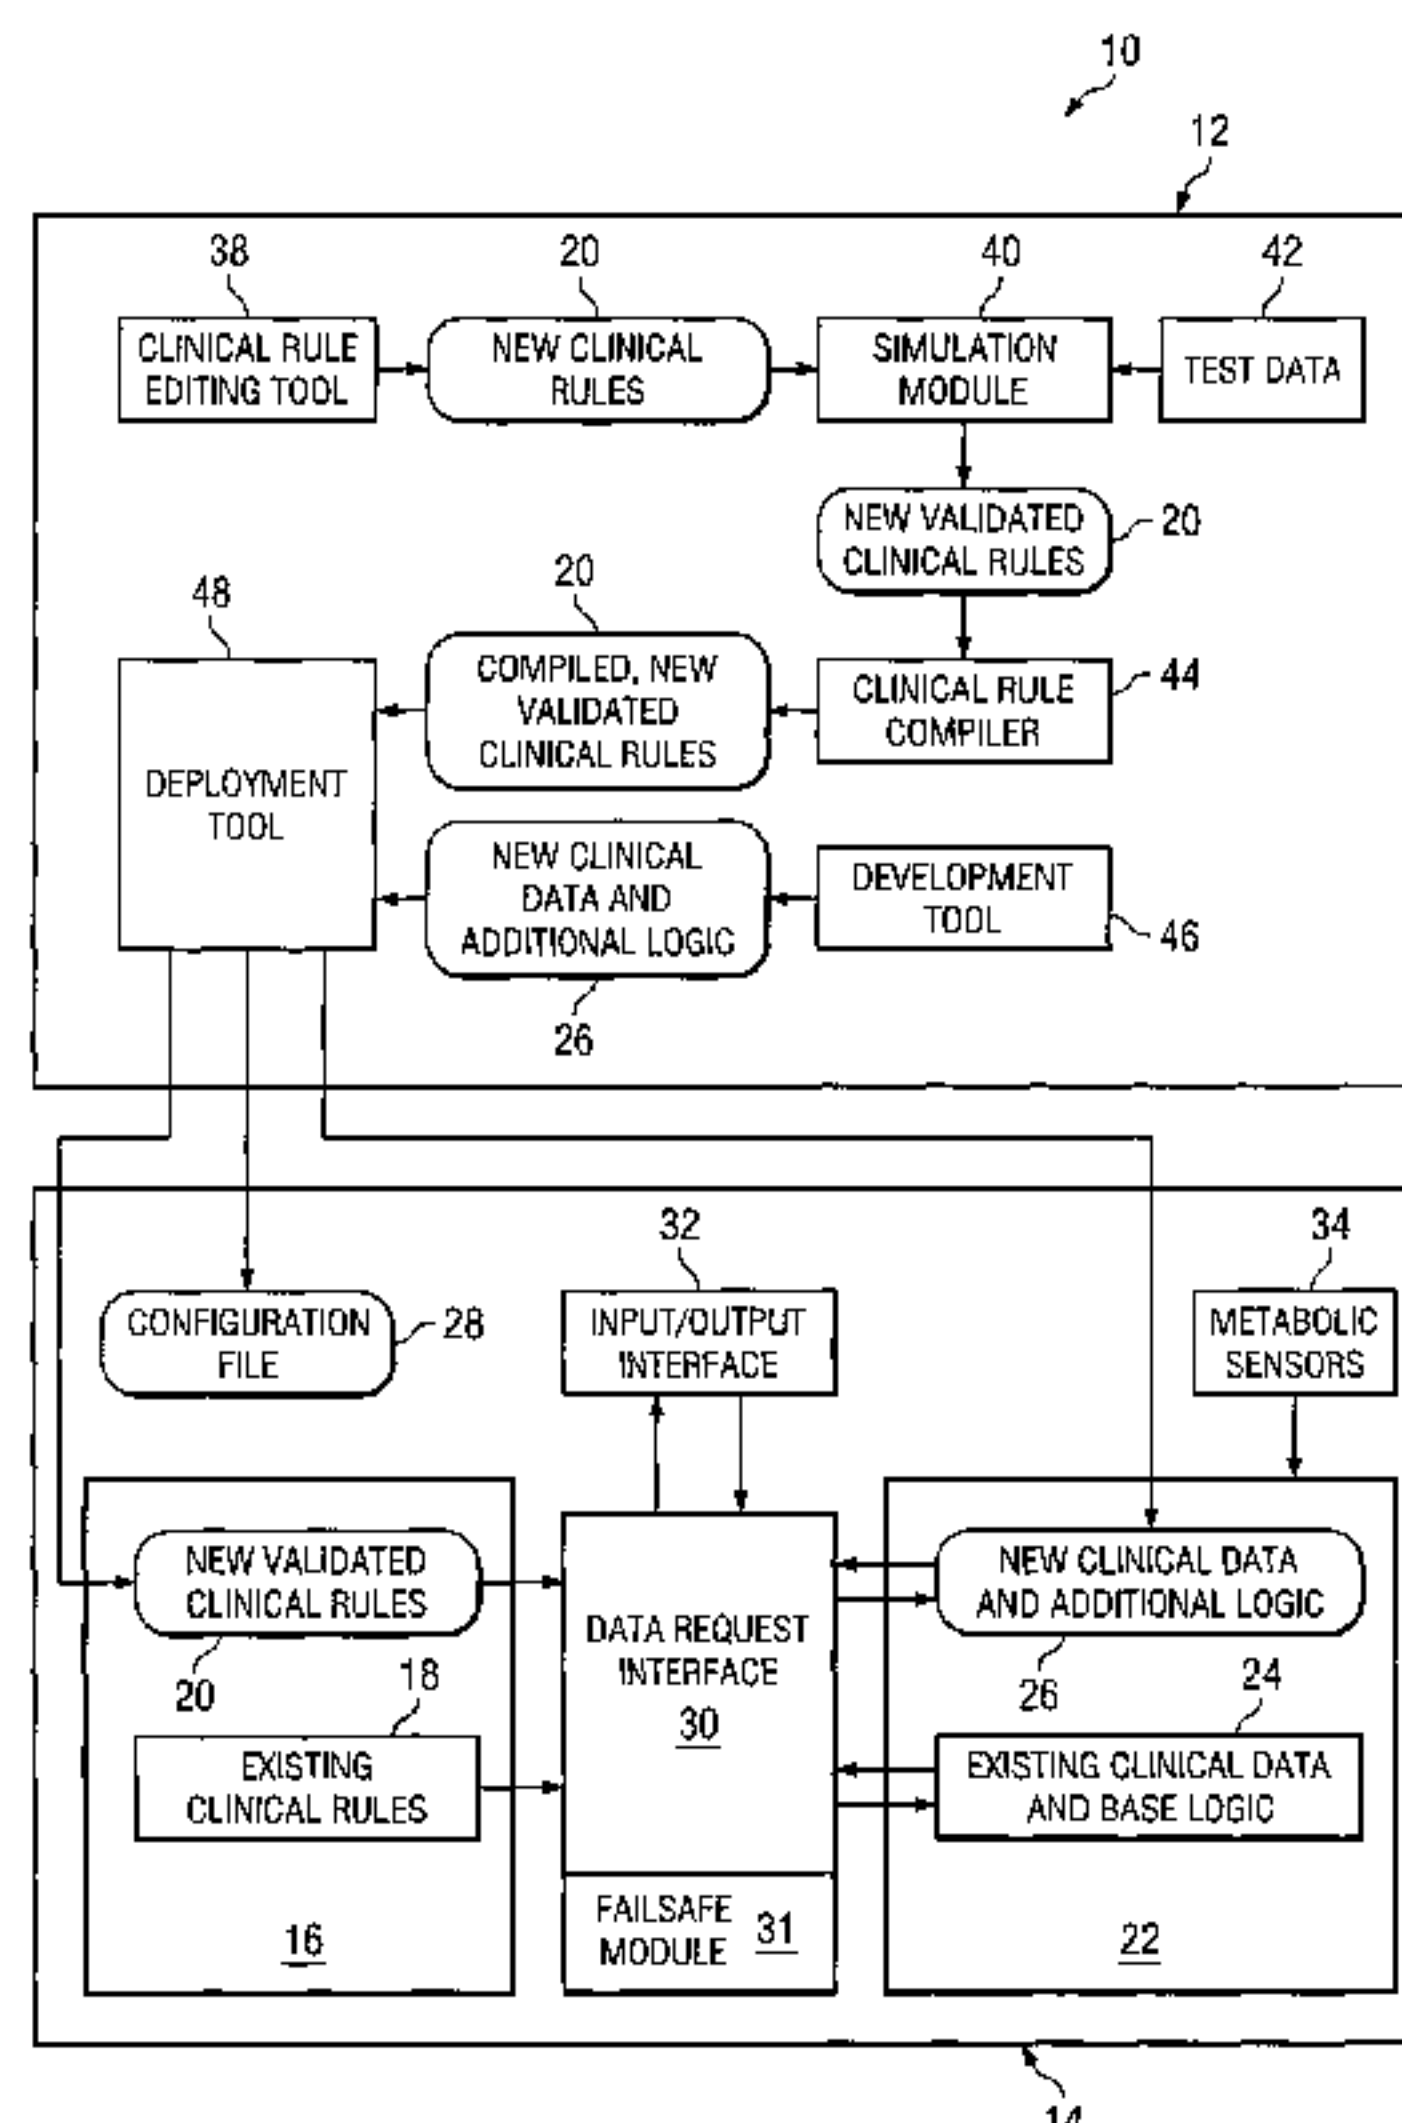 10
12
38
20
40
42
CLINICAL RULE
EDITING TOOL
NEW CLINICAL
RULES
SIMULATION
MODULE
TEST DATA
NEW VALIDATED
CLINICAL RULES
20
48
20
DEPLOYMENT
TOOL
COMPILED, NEW
VALIDATED
CLINICAL RULES
CLINICAL RULE
COMPILER
44
NEW CLINICAL
DATA AND
ADDITIONAL LOGIC
26
DEVELOPMENT
TOOL
46
CONFIGURATION
FILE
28
32
INPUT/OUTPUT
INTERFACE
34
METABOLIC
SENSORS
NEW VALIDATED
CLINICAL RULES
20
18
EXISTING
CLINICAL RULES
16
DATA REQUEST
INTERFACE
30
FAILSAFE
MODULE
31
NEW CLINICAL DATA
AND ADDITIONAL LOGIC
26
24
EXISTING CLINICAL DATA
AND BASE LOGIC
22
14